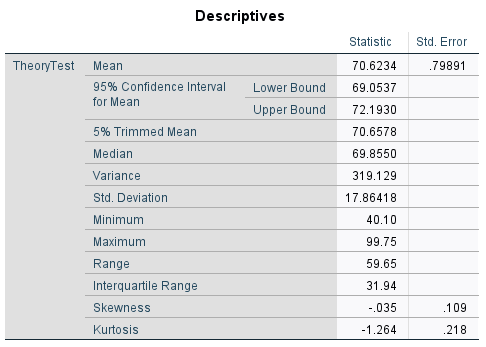 Descriptives
Statistic Std. Error
TheoryTest Mean 70.6234 .79891
95% Confidence Interval for Mean Lower Bound 69.0537
Upper Bound 72.1930
5% Trimmed Mean 70.6578
Median 69.8550
Variance 319.129
Std. Deviation 17.86418
Minimum 40.10
Maximum 99.75
Range 59.65
Interquartile Range 31.94
Skewness -.035 .109
Kurtosis -1.264 .218